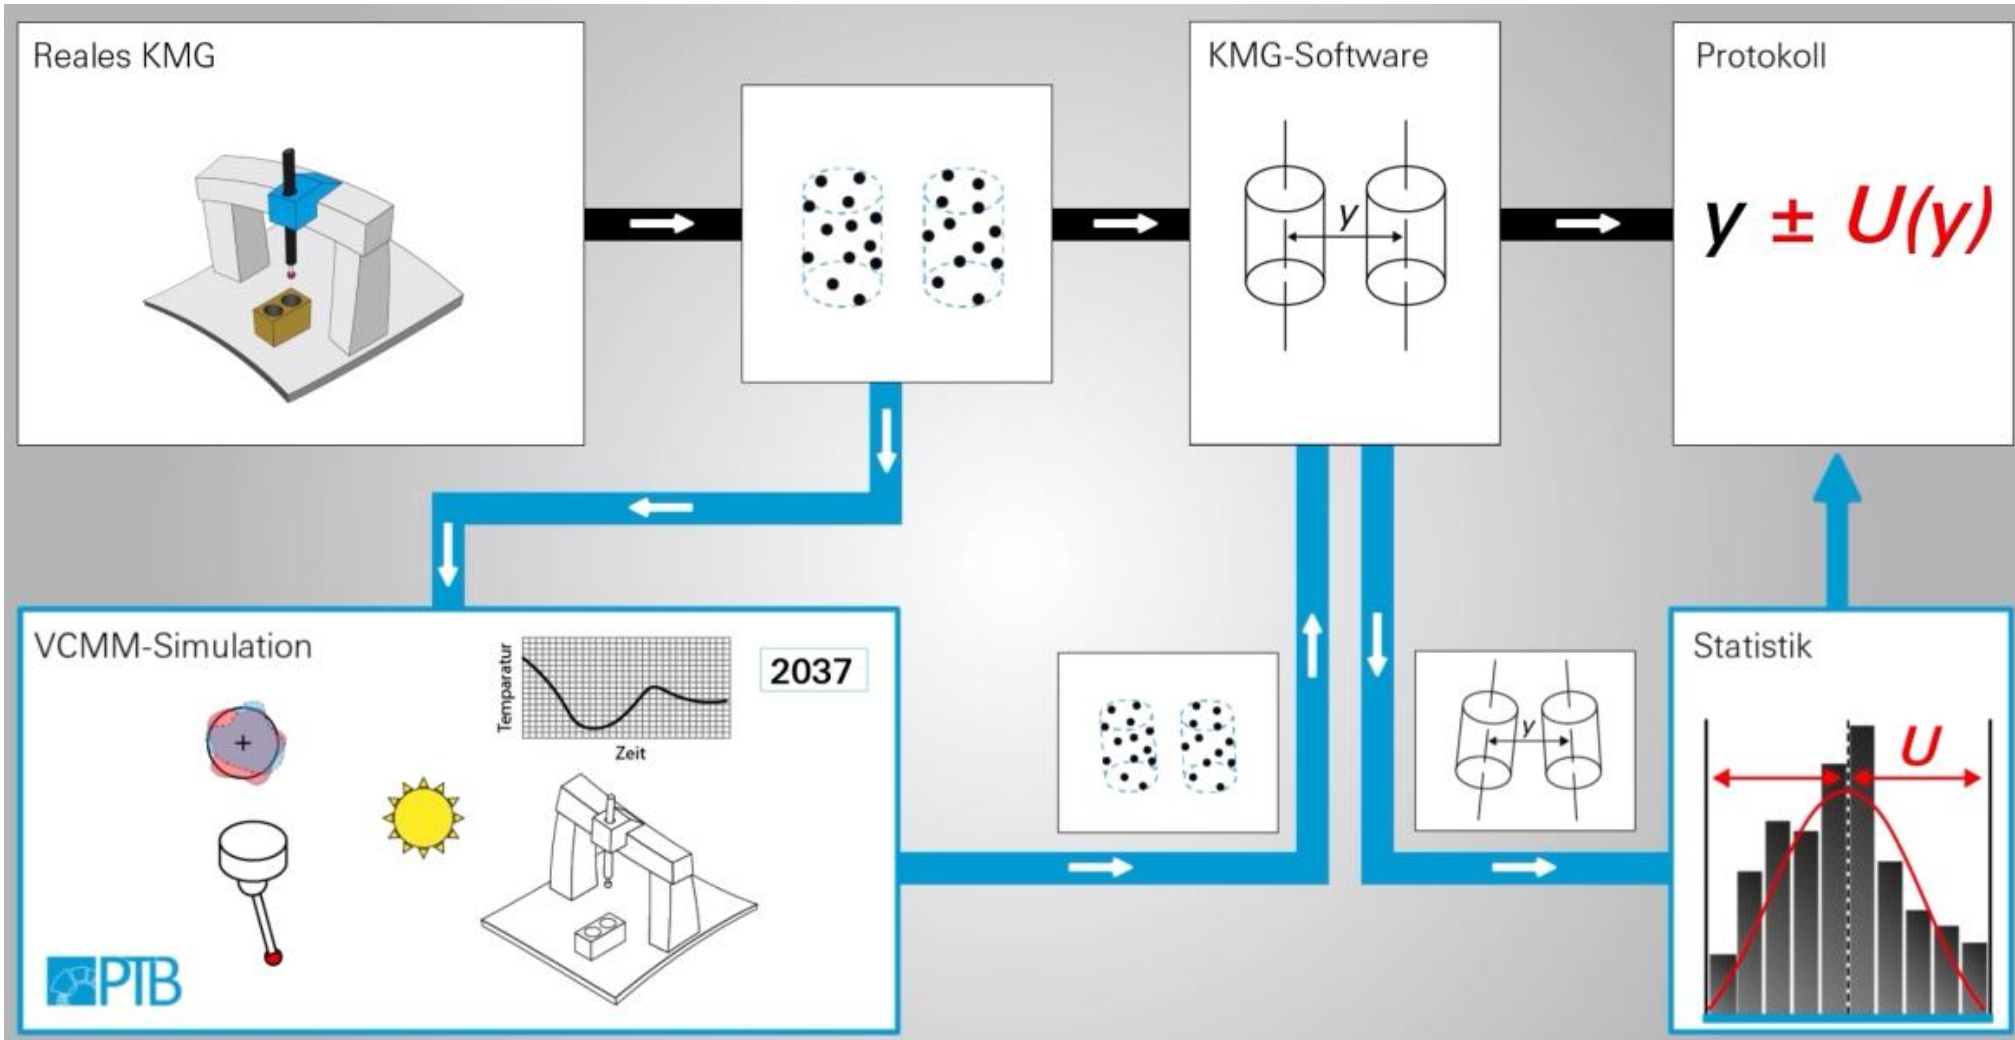 Reales KMG
KMG-Software
y
Protokoll
y ± U(y)
VCMM-Simulation
Temparatur
Zeit
2037
PTB
y
Statistik
U